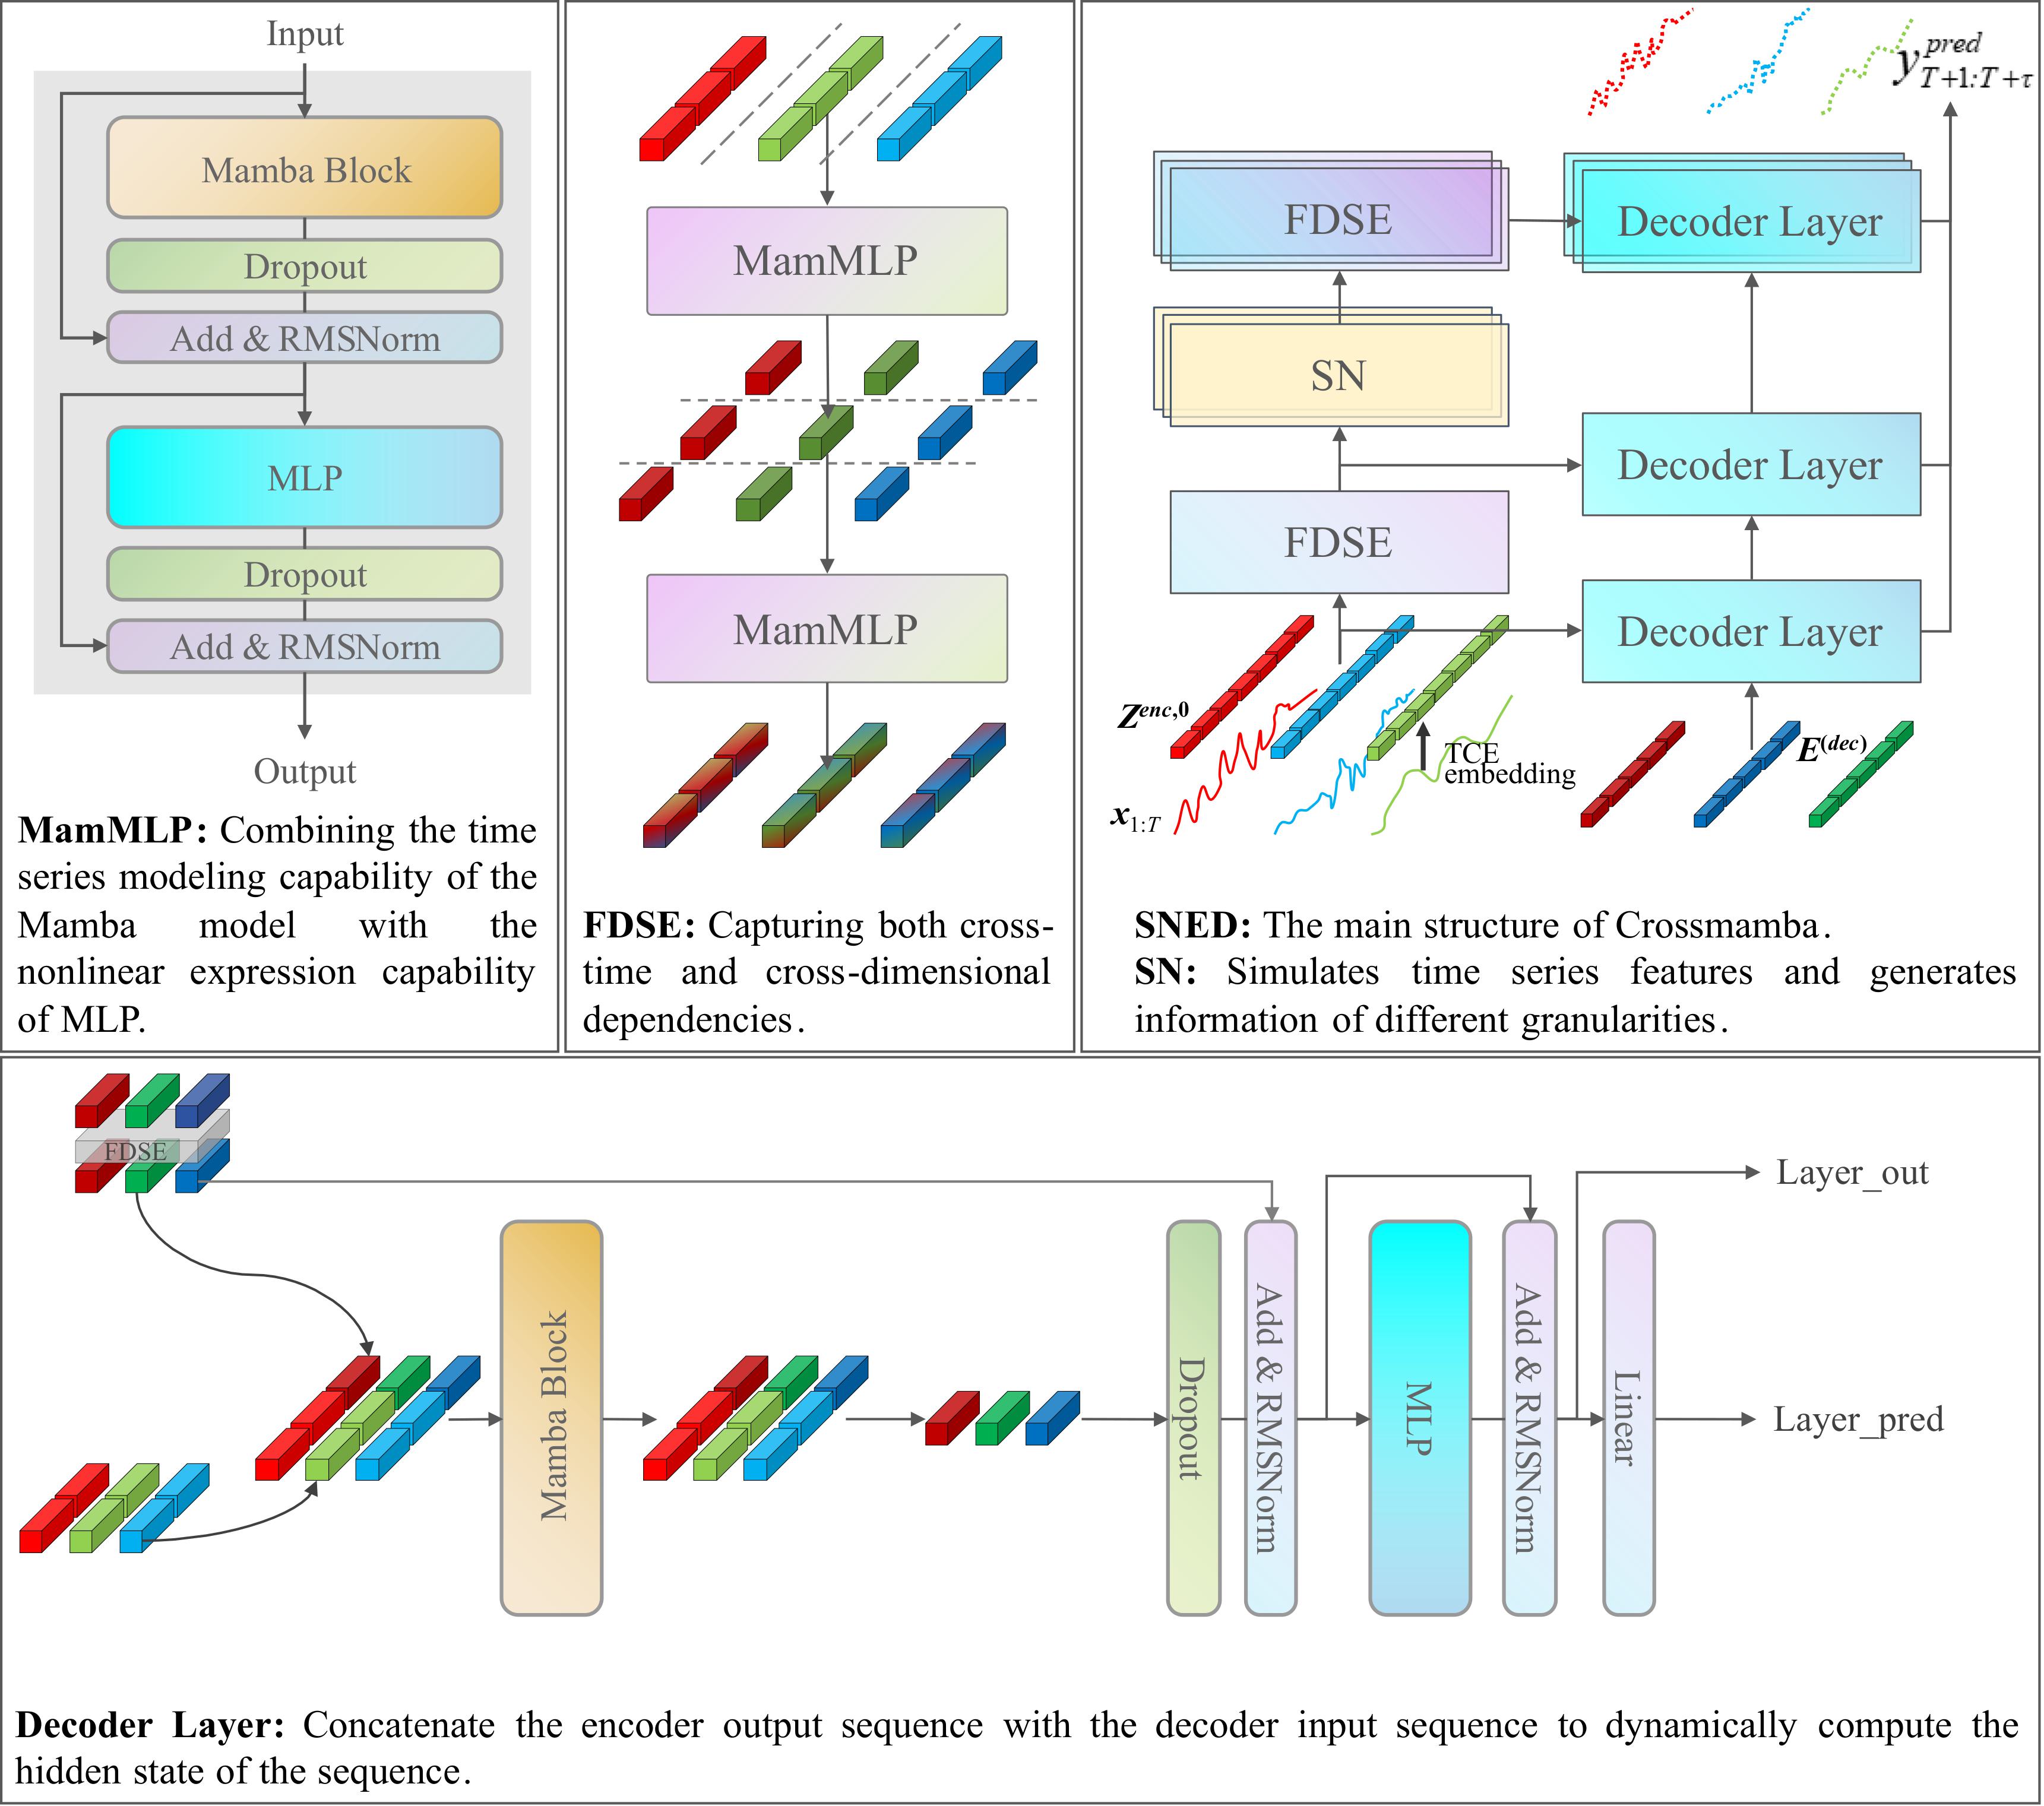 Input
Mamba Block
Dropout
Add & RMSNorm
MLP
Dropout
Add & RMSNorm
Output
MamMLP: Combining the time
series modeling capability of the
Mamba model with the
nonlinear expression capability
of MLP.
MamMLP
MamMLP
FDSE: Capturing both cross-
time and cross-dimensional
dependencies.
y^{pred}_{T+1:T+τ}
FDSE
Decoder Layer
SN
Decoder Layer
FDSE
Decoder Layer
Z^{enc,0}
TCE
embedding
E^{(dec)}
x_{1:T}
SNED: The main structure of Crossmamba.
SN: Simulates time series features and generates
information of different granularities.
FDSE
Mamba Block
Dropout
Add & RMSNorm
MLP
Add & RMSNorm
Linear
Layer_out
Layer_pred
Decoder Layer: Concatenate the encoder output sequence with the decoder input sequence to dynamically compute the
hidden state of the sequence.